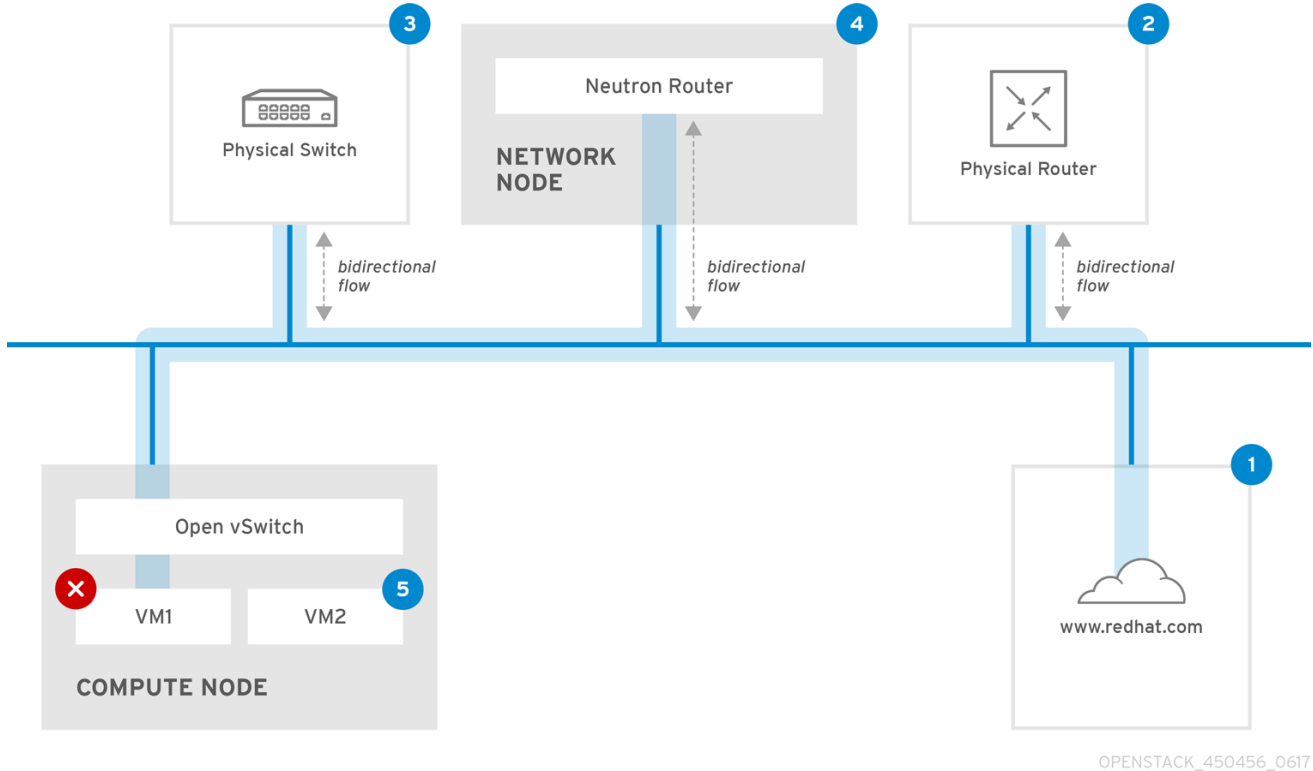 3
4
2
Physical Switch
Neutron Router
NETWORK
NODE
Physical Router
bidirectional
flow
bidirectional
flow
bidirectional
flow
1
Open vSwitch
5
VM1
VM2
COMPUTE NODE
www.redhat.com
OPENSTACK_450456_0617